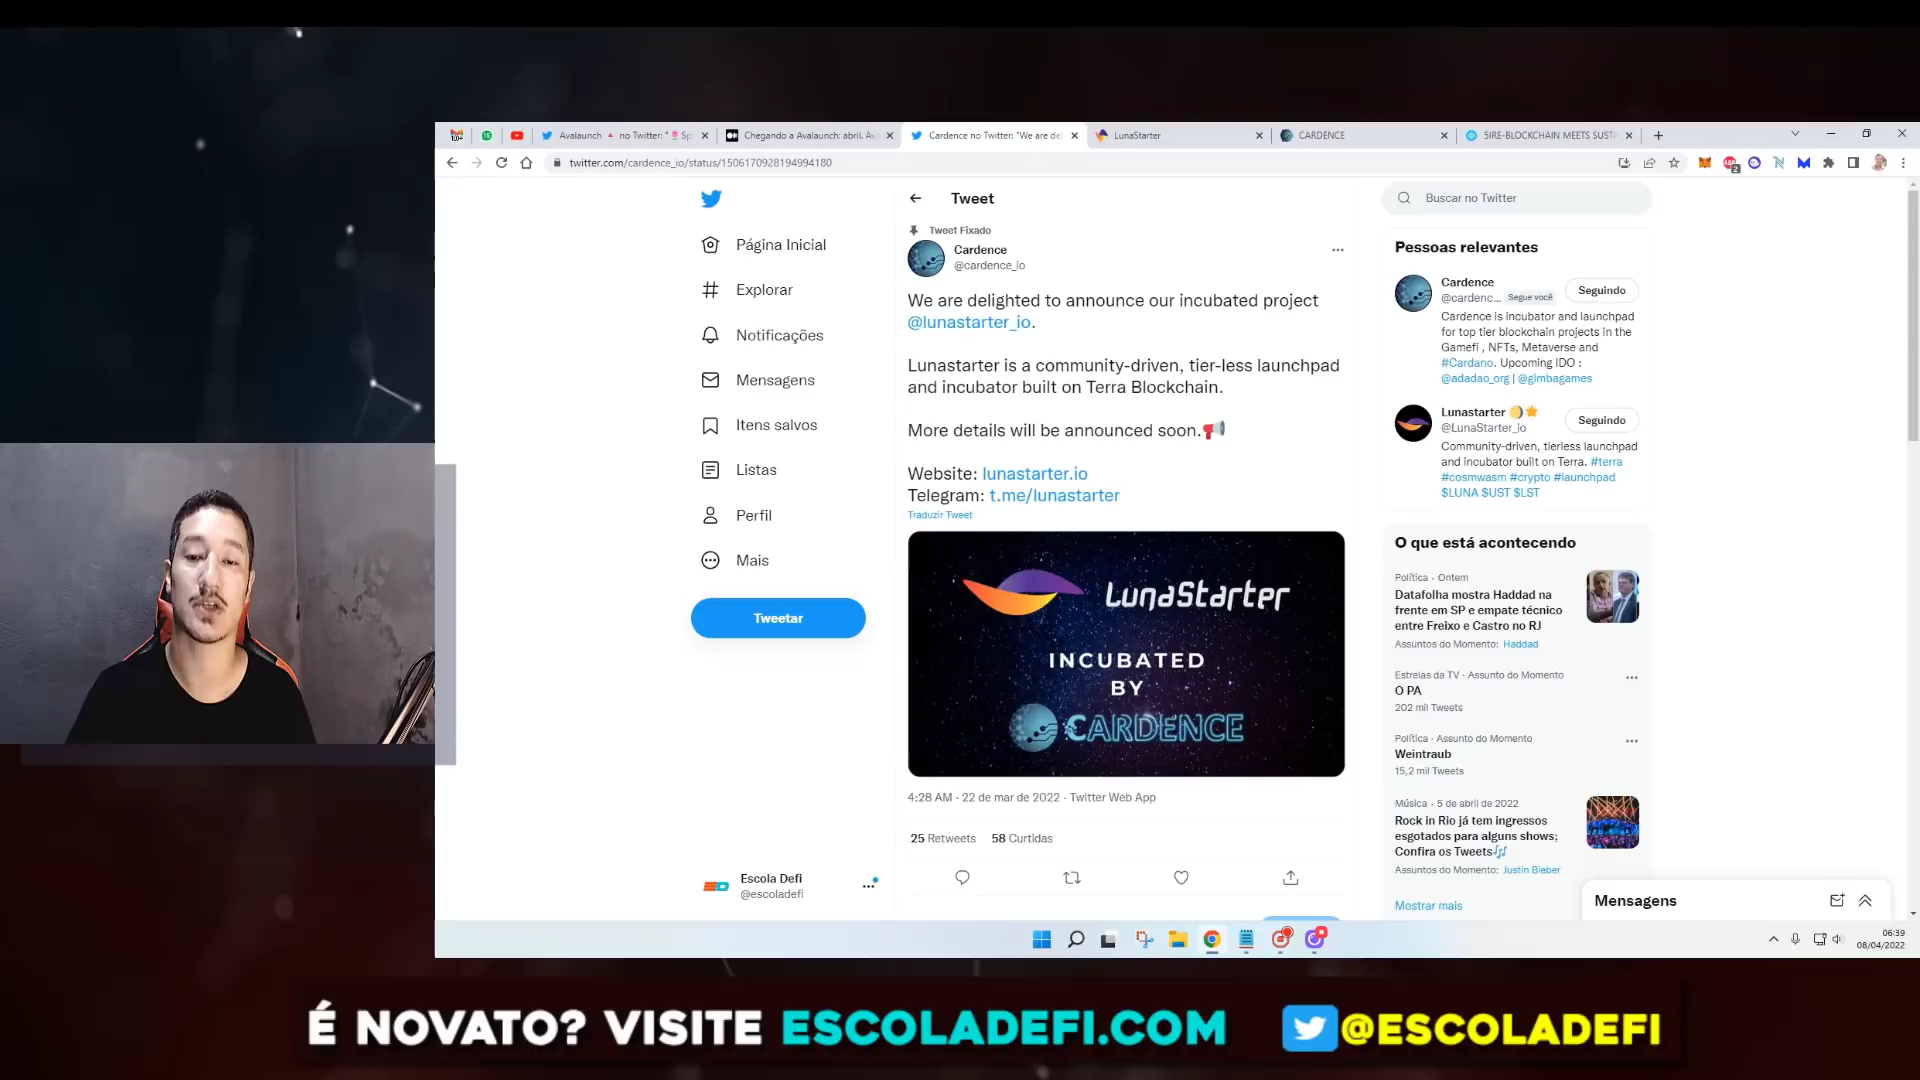 Avalaunch 🔺 no Twitter: "🌷Sp
Chegando a Avalaunch: abril. Av
Cardence no Twitter: "We are de
LunaStarter
CARDENCE
5IRE-BLOCKCHAIN MEETS SUST
twitter.com/cardence_io/status/1506170928194994180
Tweet
Buscar no Twitter
Página Inicial
Explorar
Notificações
Mensagens
Itens salvos
Listas
Perfil
Mais
Tweetar
Escola Defi
@escoladefi
Tweet Fixado
Cardence
@cardence_io
We are delighted to announce our incubated project
@lunastarter_io.
Lunastarter is a community-driven, tier-less launchpad
and incubator built on Terra Blockchain.
More details will be announced soon.📢
Website: lunastarter.io
Telegram: t.me/lunastarter
Traduzir Tweet
LunaStarter
INCUBATED
BY
CARDENCE
4:28 AM · 22 de mar de 2022 · Twitter Web App
25 Retweets 58 Curtidas
Pessoas relevantes
Cardence
@cardenc... Segue você
Seguindo
Cardence is incubator and launchpad
for top tier blockchain projects in the
Gamefi , NFTs, Metaverse and
#Cardano. Upcoming IDO :
@adadao_org | @gimbagames
Lunastarter 🌖⭐
@LunaStarter_io
Seguindo
Community-driven, tierless launchpad
and incubator built on Terra. #terra
#cosmwasm #crypto #launchpad
$LUNA $UST $LST
O que está acontecendo
Política · Ontem
Datafolha mostra Haddad na
frente em SP e empate técnico
entre Freixo e Castro no RJ
Assuntos do Momento: Haddad
Estrelas da TV · Assunto do Momento
O PA
202 mil Tweets
Política · Assunto do Momento
Weintraub
15,2 mil Tweets
Música · 5 de abril de 2022
Rock in Rio já tem ingressos
esgotados para alguns shows;
Confira os Tweets🎶
Assuntos do Momento: Justin Bieber
Mostrar mais
Mensagens
06:39
08/04/2022
É NOVATO? VISITE ESCOLADEFI.COM
@ESCOLADEFI